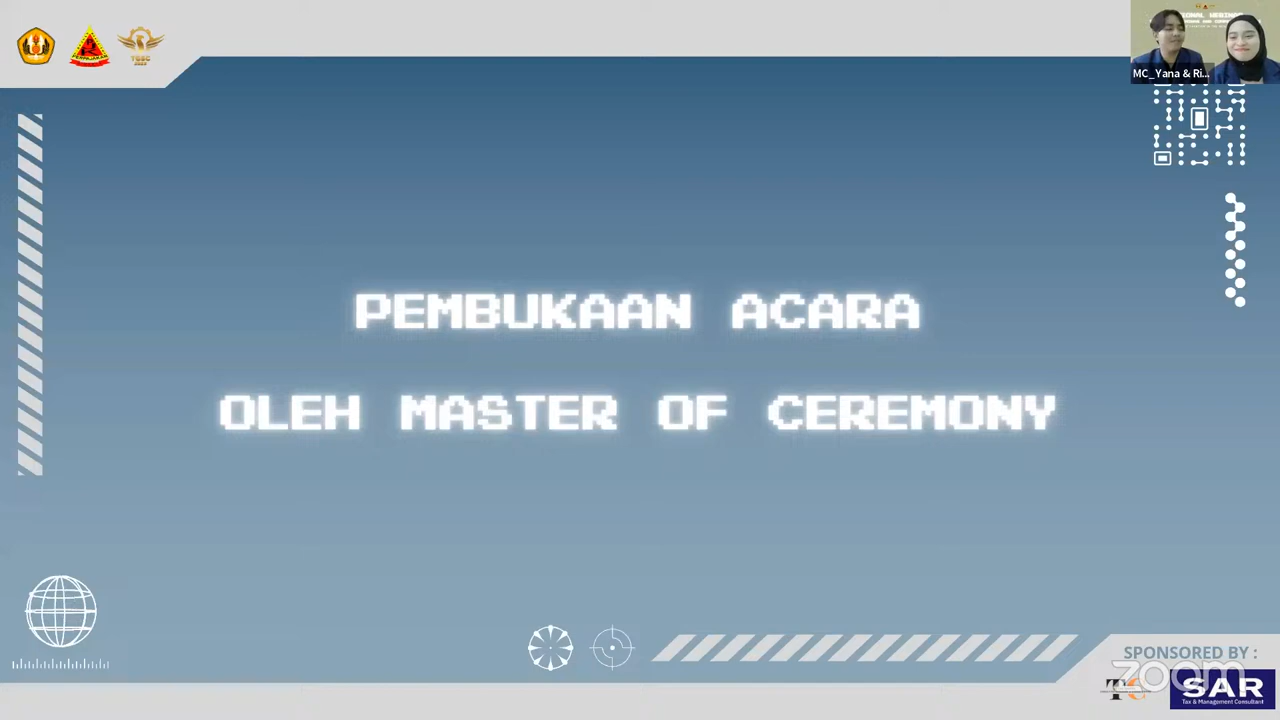 MC_Yana & Ri...
PEMBUKAAN ACARA
OLEH MASTER OF CEREMONY
SPONSORED BY :
zoom
SAR
Tax & Management Consultant